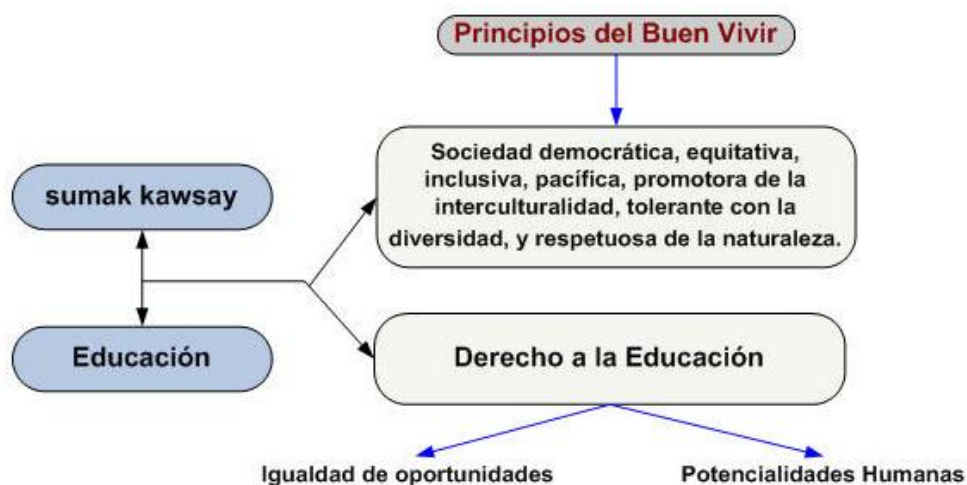 Principios del Buen Vivir
Sociedad democrática, equitativa,
inclusiva, pacífica, promotora de la
interculturalidad, tolerante con la
diversidad, y respetuosa de la naturaleza.
sumak kawsay
Educación
Derecho a la Educación
Igualdad de oportunidades
Potencialidades Humanas